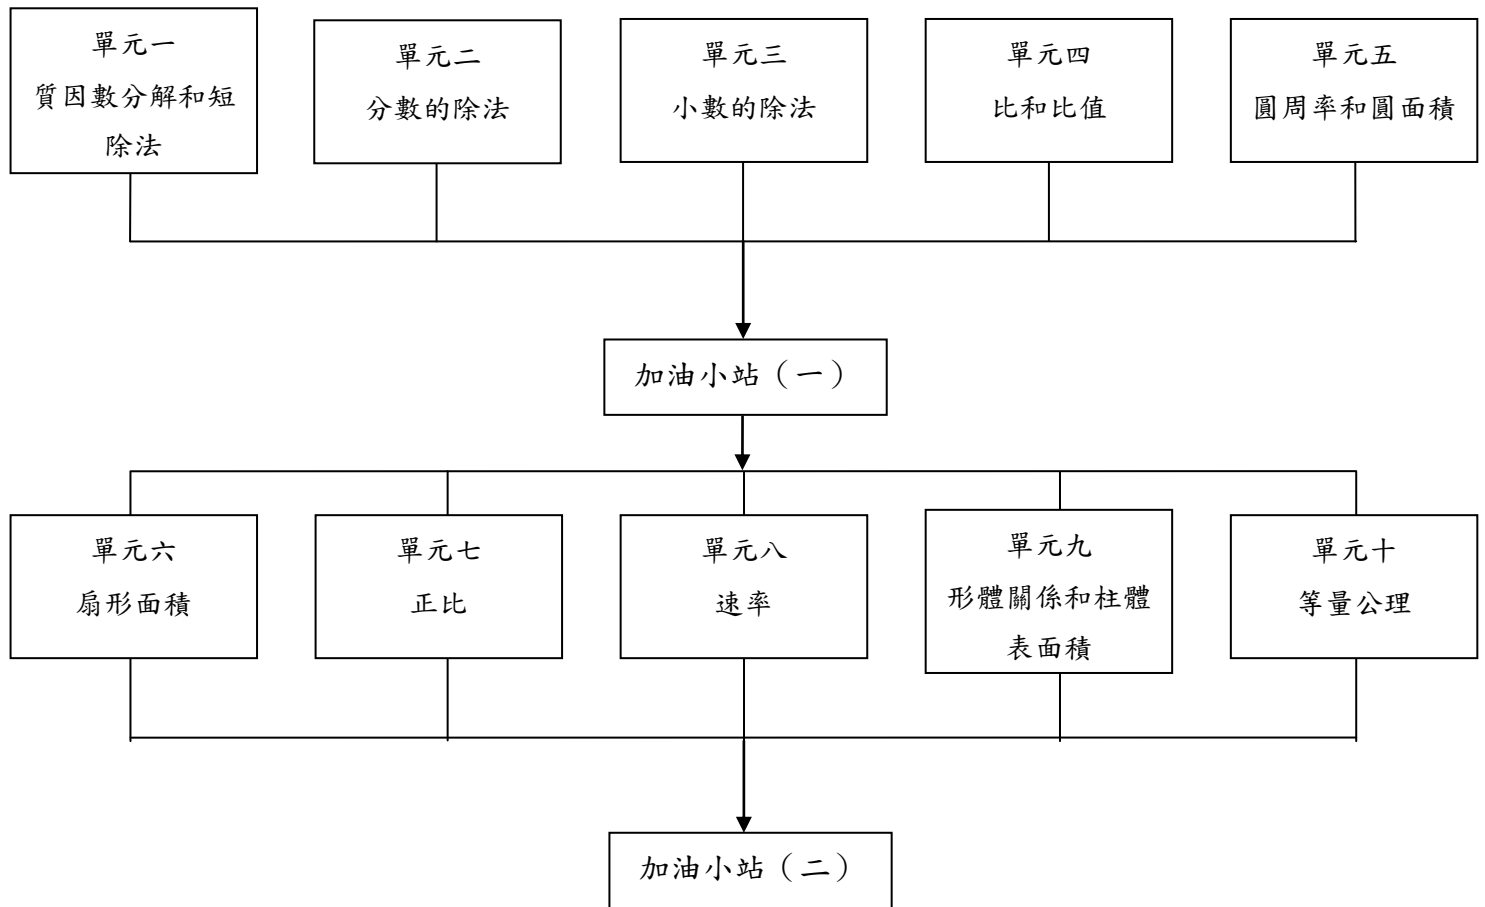 單元一
質因數分解和短
除法
單元二
分數的除法
單元三
小數的除法
單元四
比和比值
單元五
圓周率和圓面積
加油小站（一）
單元六
扇形面積
單元七
正比
單元八
速率
單元九
形體關係和柱體
表面積
單元十
等量公理
加油小站（二）